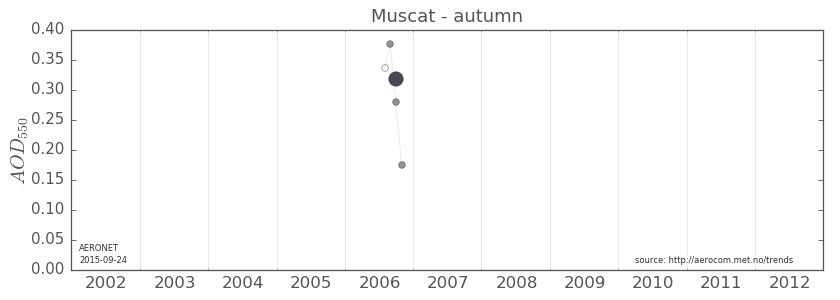 Muscat - autumn
0.40
0.35
0.30
0.25
0.20
0.15
0.10
0.05
0.00
AOD550
AERONET
2015-09-24
source: http://aerocom.met.no/trends
2002 2003 2004 2005 2006 2007 2008 2009 2010 2011 2012